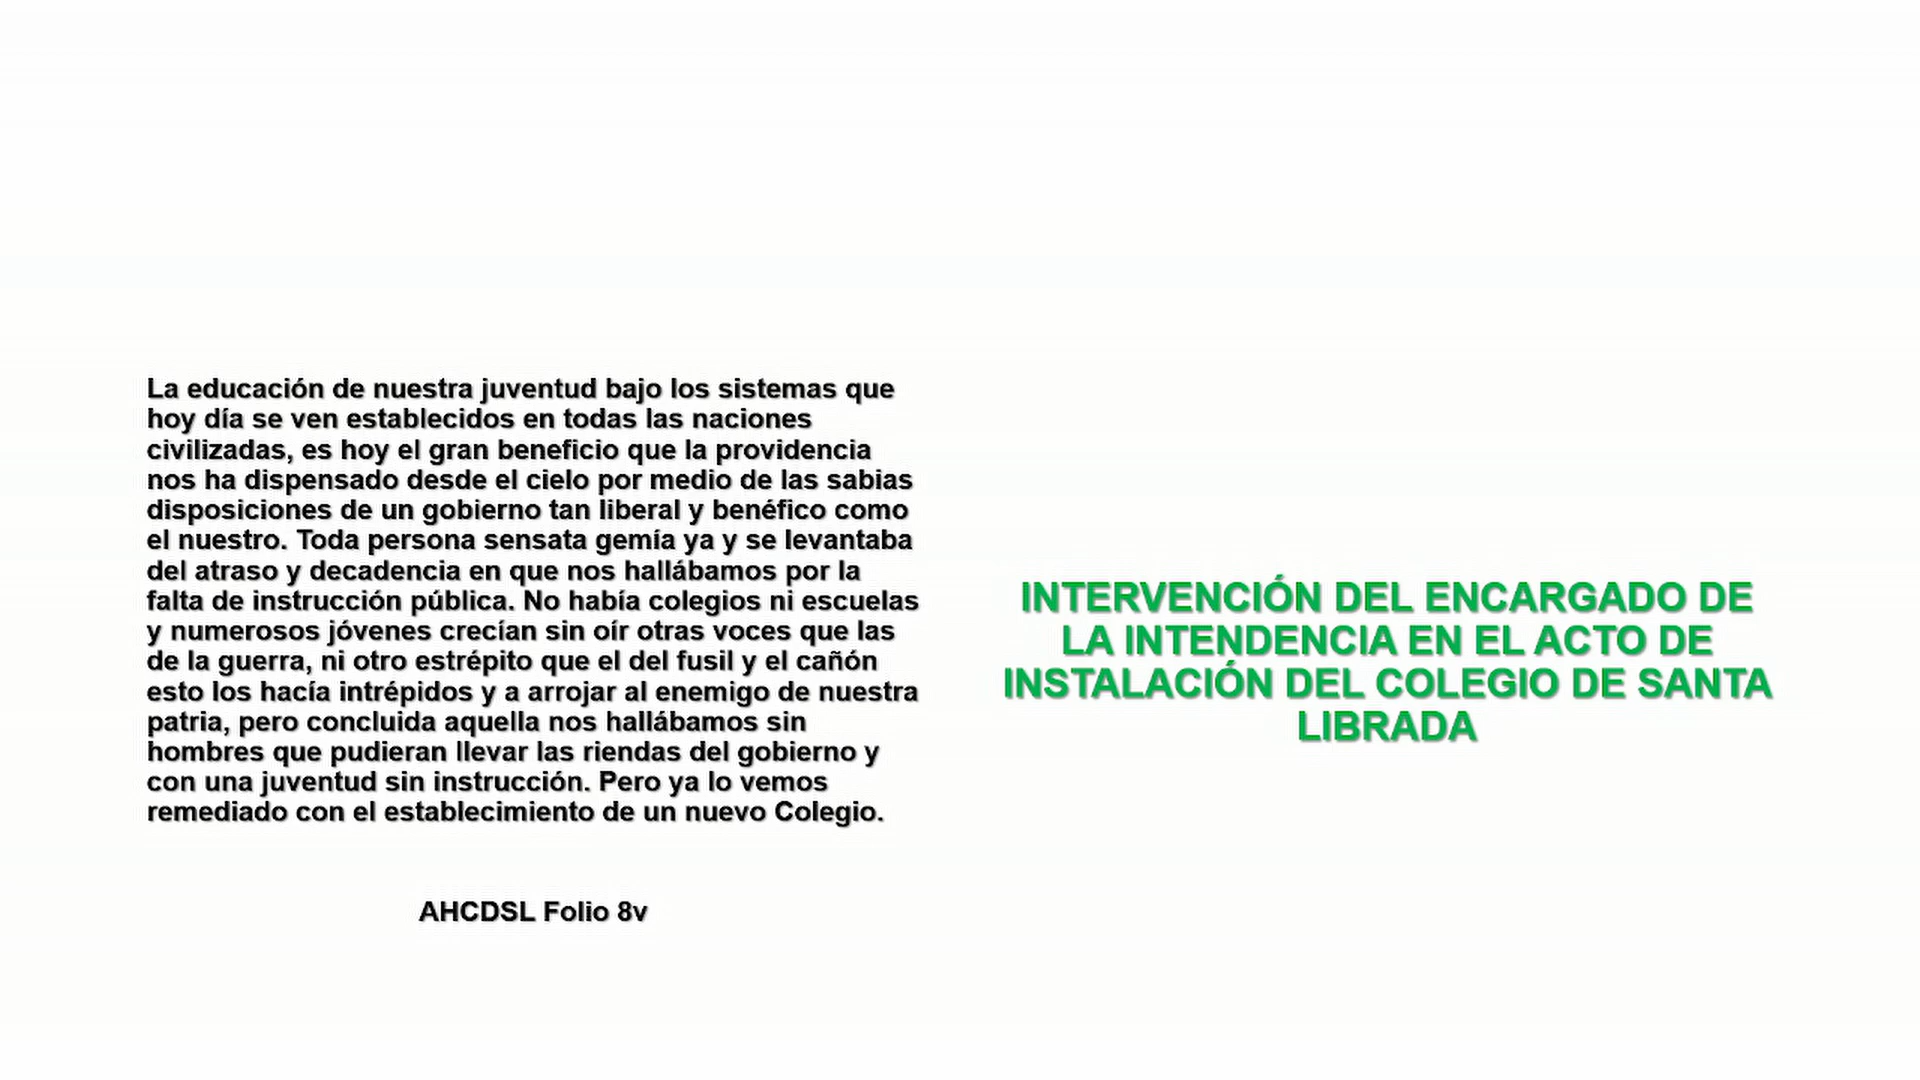 La educación de nuestra juventud bajo los sistemas que
hoy día se ven establecidos en todas las naciones
civilizadas, es hoy el gran beneficio que la providencia
nos ha dispensado desde el cielo por medio de las sabias
disposiciones de un gobierno tan liberal y benéfico como
el nuestro. Toda persona sensata gemía ya y se levantaba
del atraso y decadencia en que nos hallábamos por la
falta de instrucción pública. No había colegios ni escuelas
y numerosos jóvenes crecían sin oír otras voces que las
de la guerra, ni otro estrépito que el del fusil y el cañón
esto los hacía intrépidos y a arrojar al enemigo de nuestra
patria, pero concluida aquella nos hallábamos sin
hombres que pudieran llevar las riendas del gobierno y
con una juventud sin instrucción. Pero ya lo vemos
remediado con el establecimiento de un nuevo Colegio.
AHCDSL Folio 8v
INTERVENCIÓN DEL ENCARGADO DE
LA INTENDENCIA EN EL ACTO DE
INSTALACIÓN DEL COLEGIO DE SANTA
LIBRADA